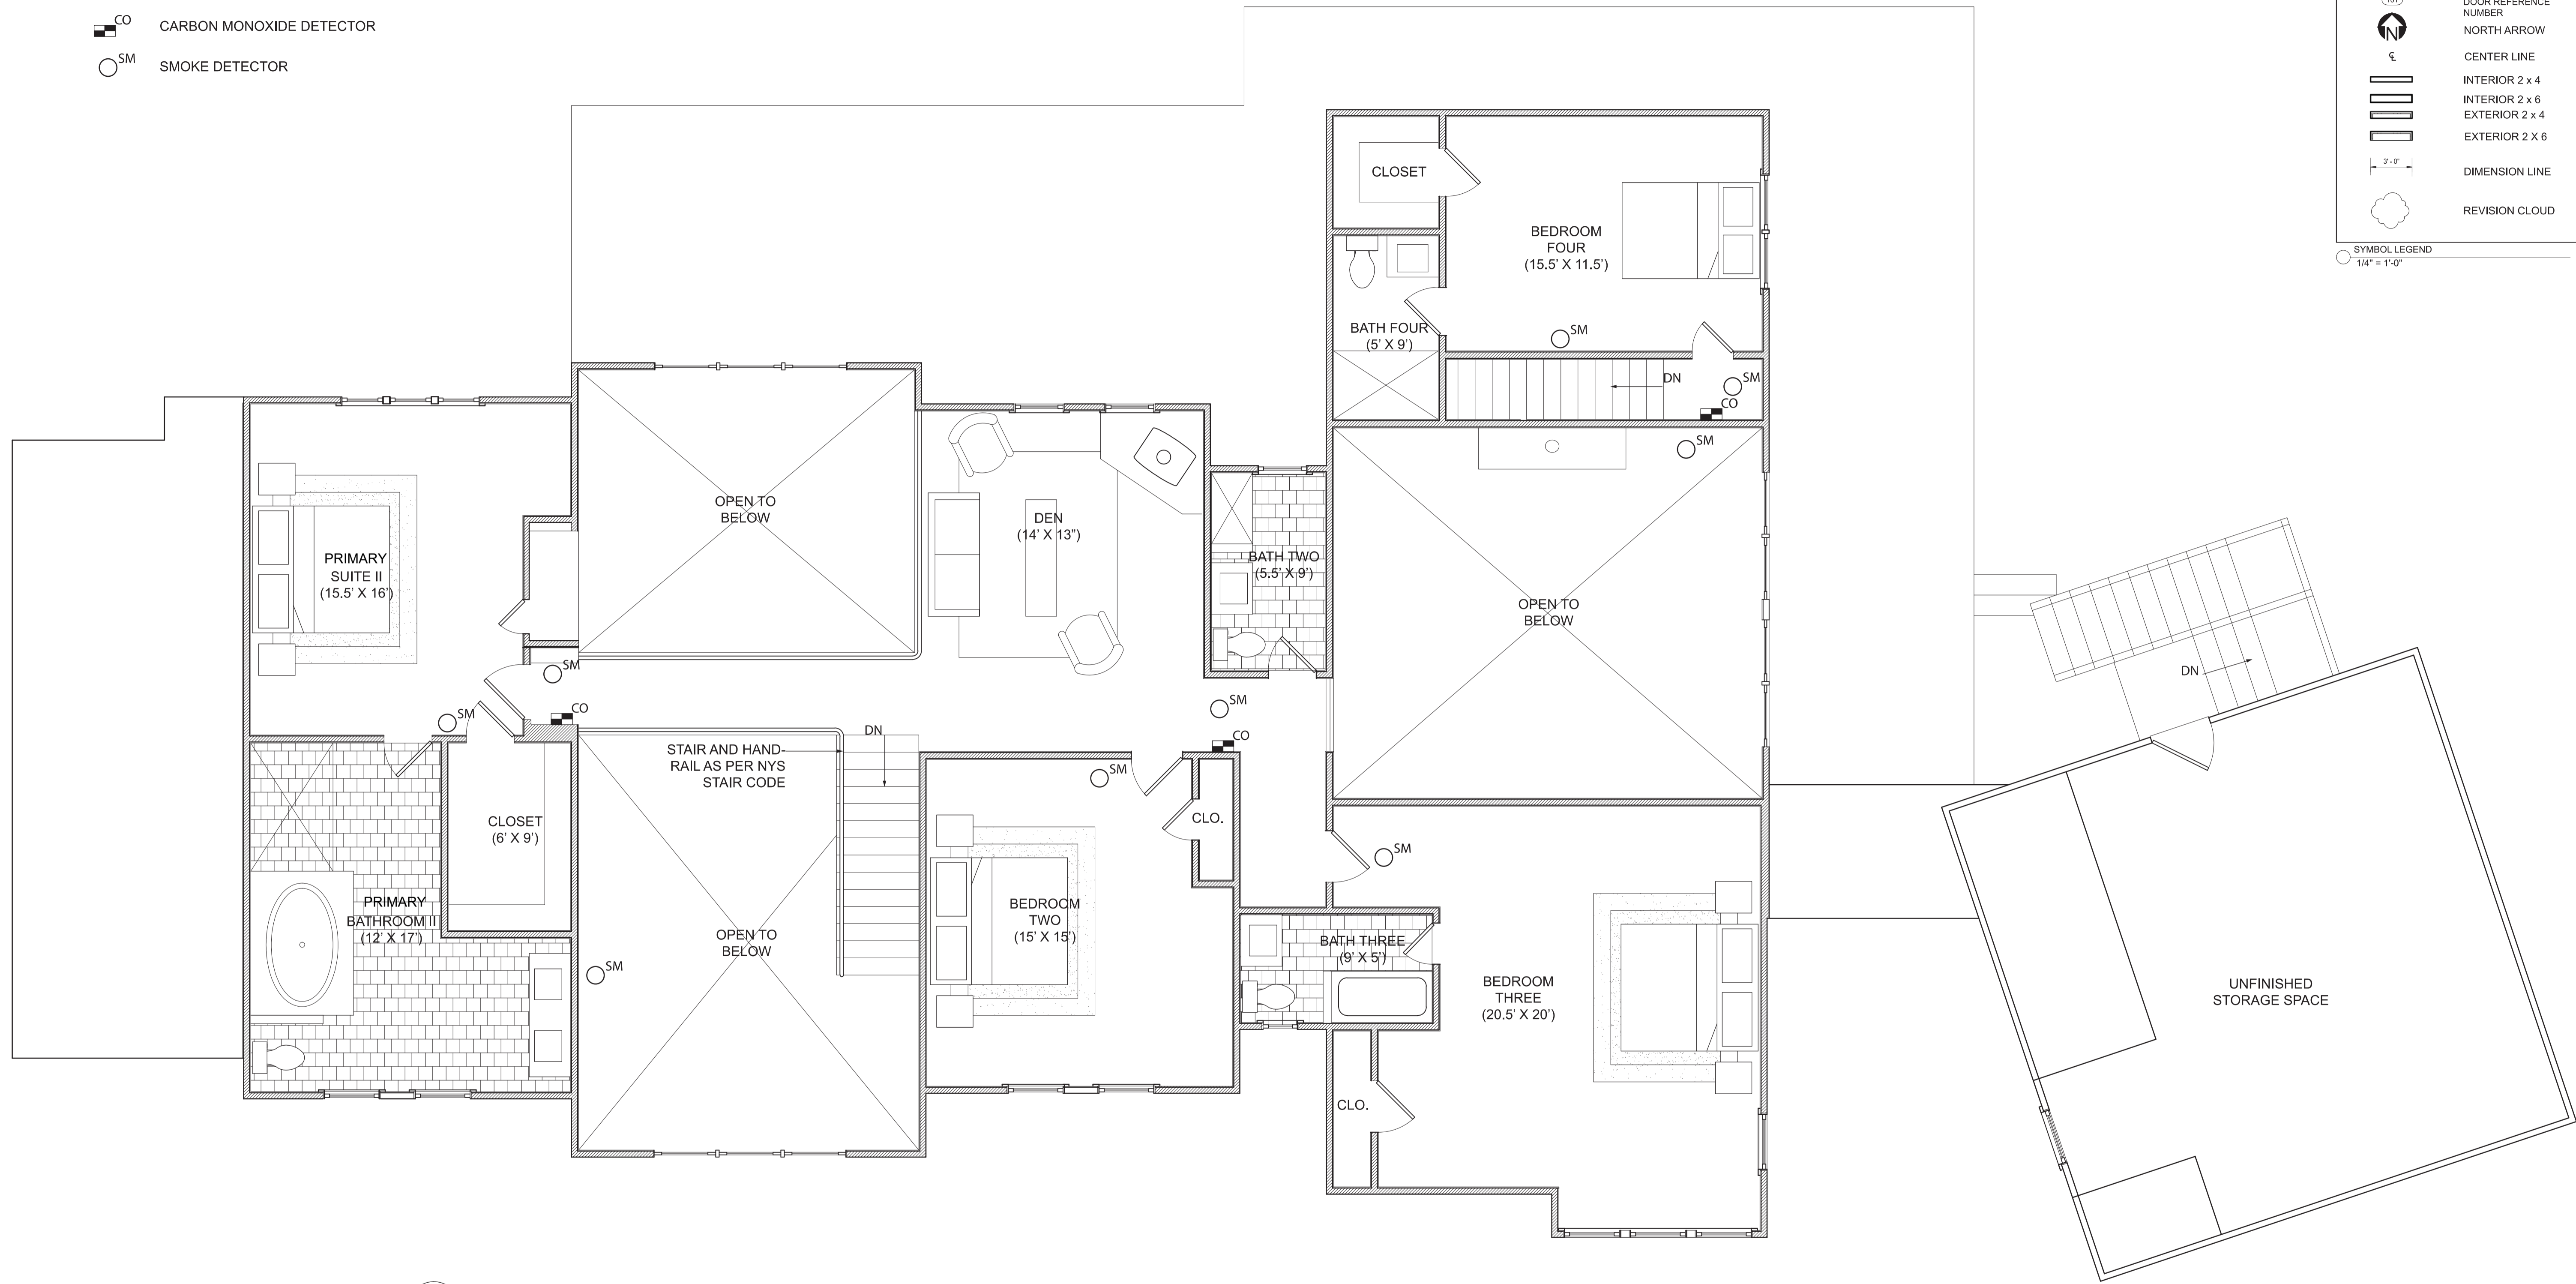 CO
CARBON MONOXIDE DETECTOR
SM
SMOKE DETECTOR
DOOR REFERENCE
NUMBER
N
NORTH ARROW
CENTER LINE
INTERIOR 2 x 4
INTERIOR 2 x 6
EXTERIOR 2 x 4
EXTERIOR 2 X 6
3' - 0"
DIMENSION LINE
REVISION CLOUD
SYMBOL LEGEND
1/4" = 1'-0"
CLOSET
BEDROOM
FOUR
(15.5' X 11.5')
BATH FOUR
(5' X 9')
SM
DN
SM
CO
SM
OPEN TO
BELOW
DEN
(14' X 13")
PRIMARY
SUITE II
(15.5' X 16')
BATH TWO
(5.5' X 9')
OPEN TO
BELOW
SM
SM
CO
SM
CO
DN
STAIR AND HAND-
RAIL AS PER NYS
STAIR CODE
SM
CLO.
CLOSET
(6' X 9')
SM
PRIMARY
BATHROOM II
(12' X 17')
OPEN TO
BELOW
SM
BEDROOM
TWO
(15' X 15')
BATH THREE
(9' X 5')
BEDROOM
THREE
(20.5' X 20')
CLO.
DN
UNFINISHED
STORAGE SPACE